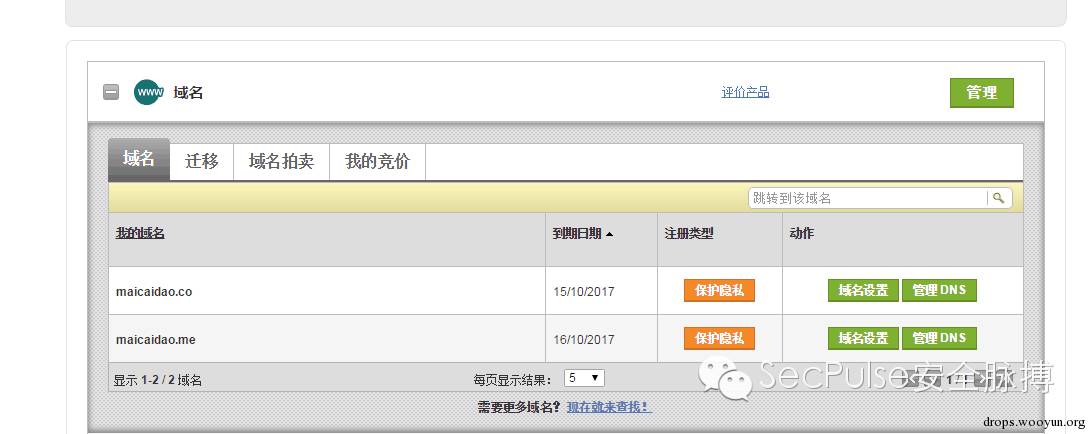 www 域名 评价产品 管理
域名 迁移 域名拍卖 我的竞价
跳转到该域名
我的域名 到期日期 注册类型 动作
maicaidao.co 15/10/2017 保护隐私 域名设置 管理 DNS
maicaidao.me 16/10/2017 保护隐私 域名设置 管理 DNS
显示 1-2 / 2 域名 每页显示结果: 5 1 /1
SecPulse安全脉搏
需要更多域名? 现在就来查找!
drops.wooyun.org